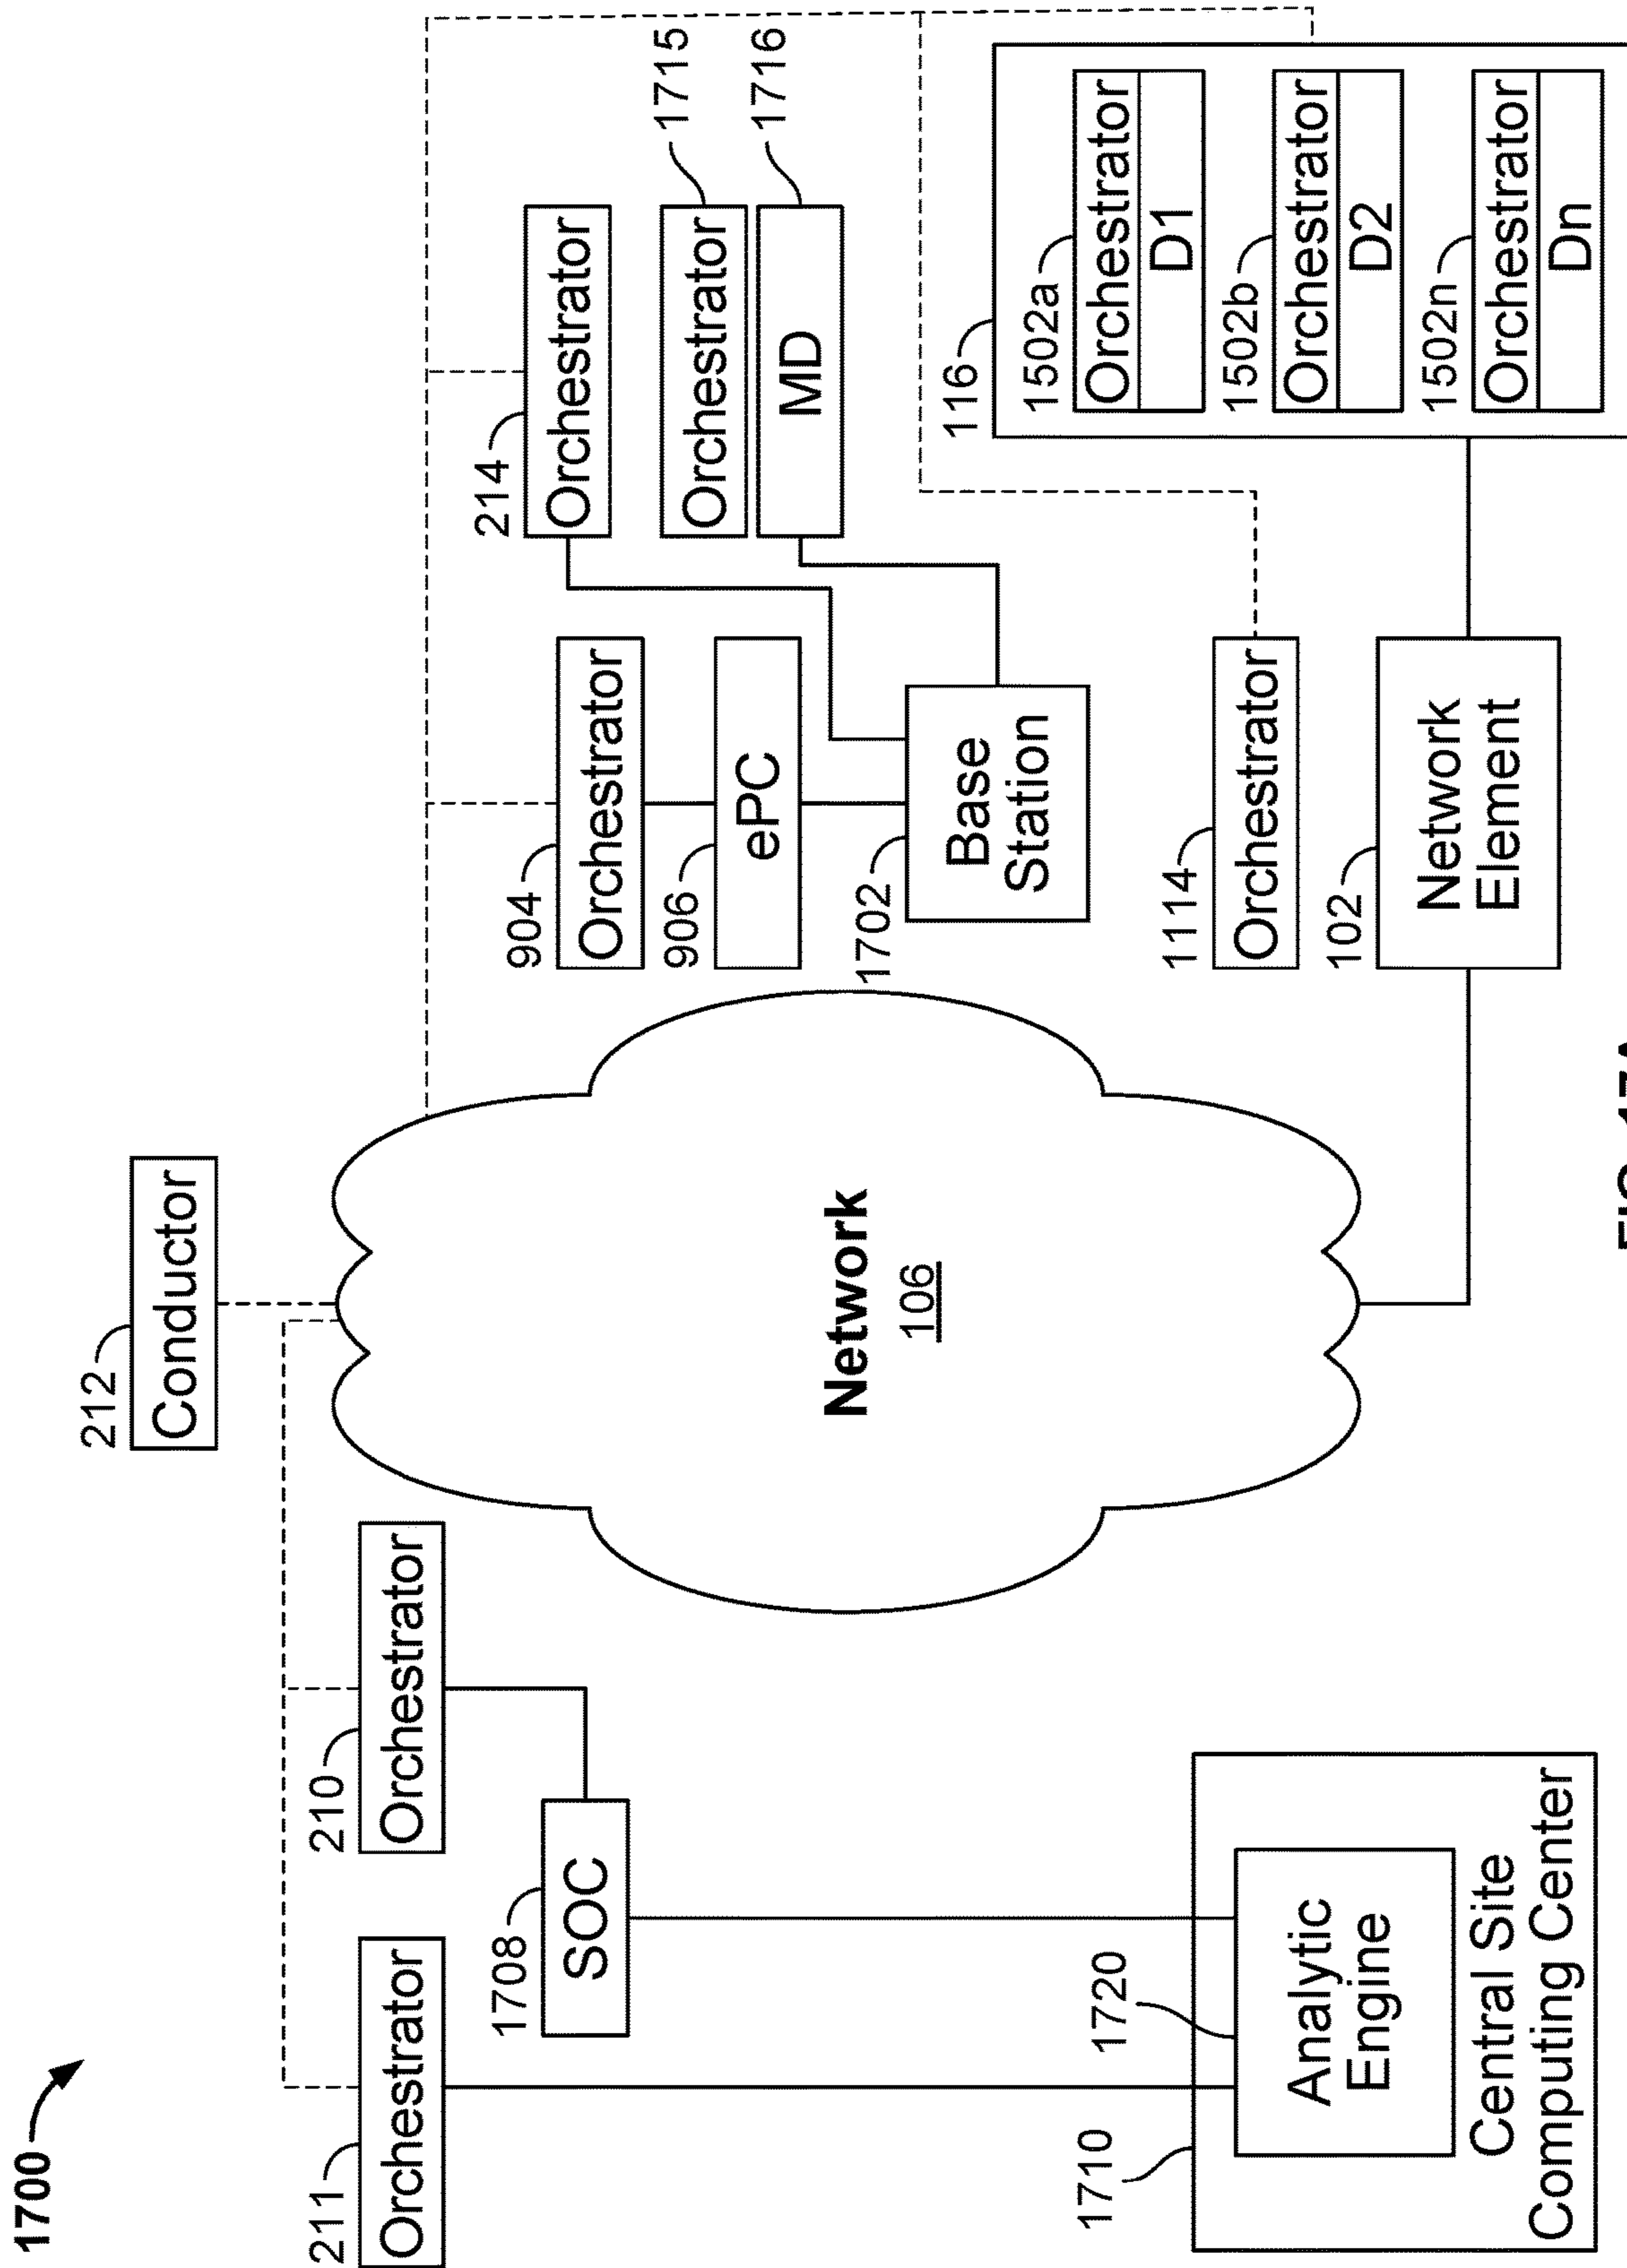 1700
212
Conductor
211
Orchestrator
210
Orchestrator
1708
SOC
1710
1720
Analytic
Engine
Central Site
Computing Center
Network
106
904
Orchestrator
906
ePC
1702
Base
Station
214
Orchestrator
Orchestrator
1715
MD
1716
1114
Orchestrator
102
Network
Element
116
1502a
Orchestrator
D1
1502b
Orchestrator
D2
1502n
Orchestrator
Dn